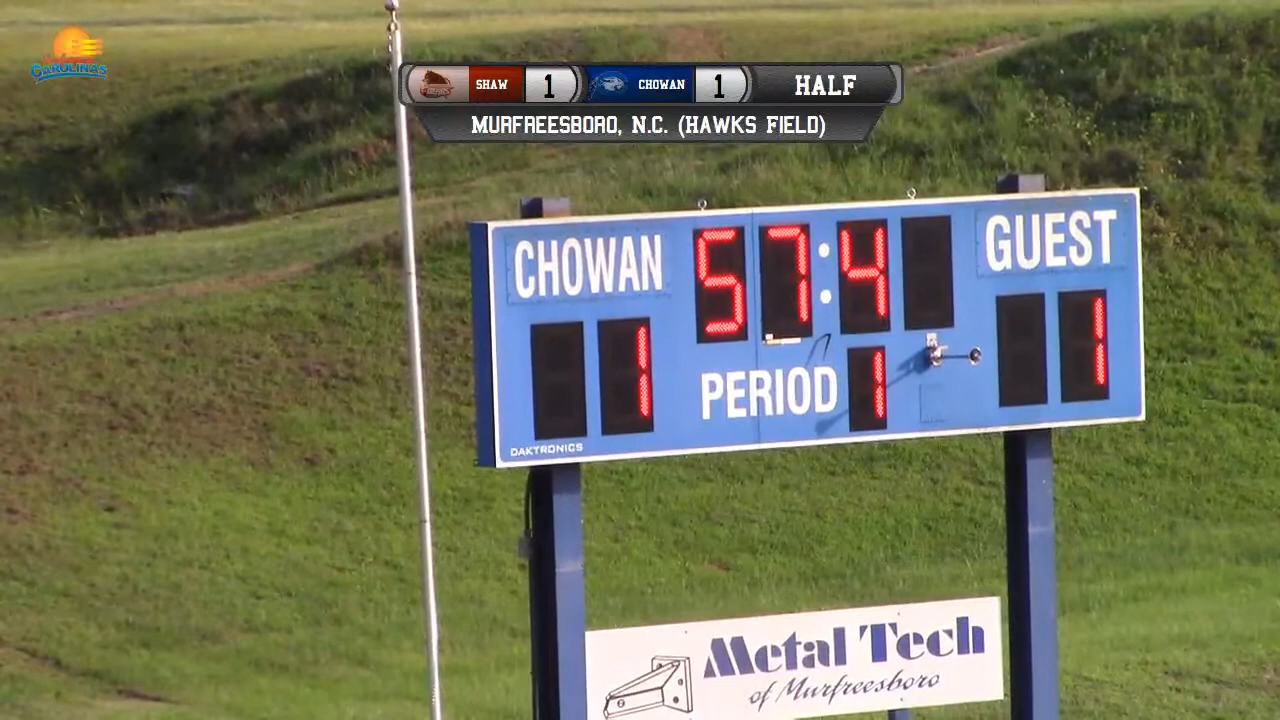 CAROLINAS
SHAW 1 CHOWAN 1 HALF
MURFREESBORO, N.C. (HAWKS FIELD)
CHOWAN 57:4 GUEST
1 PERIOD 1 1
DAKTRONICS
Metal Tech
of Murfreesboro